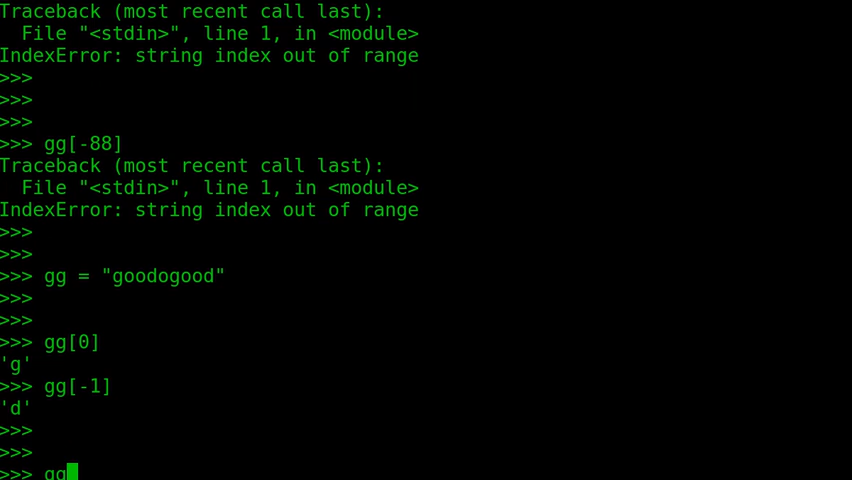 Traceback (most recent call last):
  File "<stdin>", line 1, in <module>
IndexError: string index out of range
>>>
>>>
>>>
>>> gg[-88]
Traceback (most recent call last):
  File "<stdin>", line 1, in <module>
IndexError: string index out of range
>>>
>>>
>>> gg = "goodogood"
>>>
>>>
>>> gg[0]
'g'
>>> gg[-1]
'd'
>>>
>>>
>>> gg